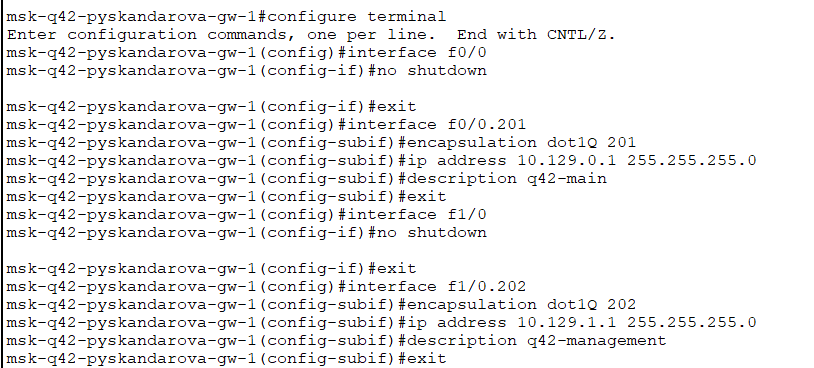 msk-q42-pyskandarova-gw-1#configure terminal
Enter configuration commands, one per line.  End with CNTL/Z.
msk-q42-pyskandarova-gw-1(config)#interface f0/0
msk-q42-pyskandarova-gw-1(config-if)#no shutdown

msk-q42-pyskandarova-gw-1(config-if)#exit
msk-q42-pyskandarova-gw-1(config)#interface f0/0.201
msk-q42-pyskandarova-gw-1(config-subif)#encapsulation dot1Q 201
msk-q42-pyskandarova-gw-1(config-subif)#ip address 10.129.0.1 255.255.255.0
msk-q42-pyskandarova-gw-1(config-subif)#description q42-main
msk-q42-pyskandarova-gw-1(config-subif)#exit
msk-q42-pyskandarova-gw-1(config)#interface f1/0
msk-q42-pyskandarova-gw-1(config-if)#no shutdown

msk-q42-pyskandarova-gw-1(config-if)#exit
msk-q42-pyskandarova-gw-1(config)#interface f1/0.202
msk-q42-pyskandarova-gw-1(config-subif)#encapsulation dot1Q 202
msk-q42-pyskandarova-gw-1(config-subif)#ip address 10.129.1.1 255.255.255.0
msk-q42-pyskandarova-gw-1(config-subif)#description q42-management
msk-q42-pyskandarova-gw-1(config-subif)#exit